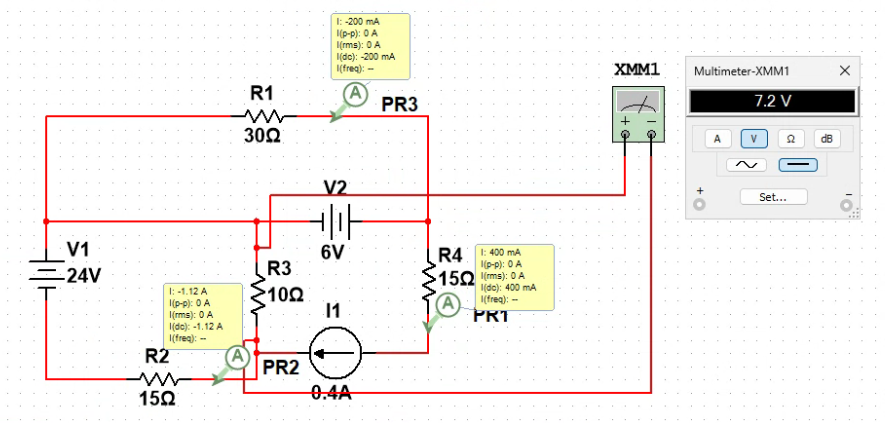 I: -200 mA
I(p-p): 0 A
I(rms): 0 A
I(dc): -200 mA
I(freq): --
A
PR3
R1
30Ω
XMM1
+ −
Multimeter-XMM1 ×
7.2 V
A V Ω dB
+ Set... −
V2
6V
V1
24V
R3
10Ω
R4
15Ω
I: 400 mA
I(p-p): 0 A
I(rms): 0 A
I(dc): 400 mA
I(freq): --
A
PR1
I: -1.12 A
I(p-p): 0 A
I(rms): 0 A
I(dc): -1.12 A
I(freq): --
A
PR2
I1
0.4A
R2
15Ω